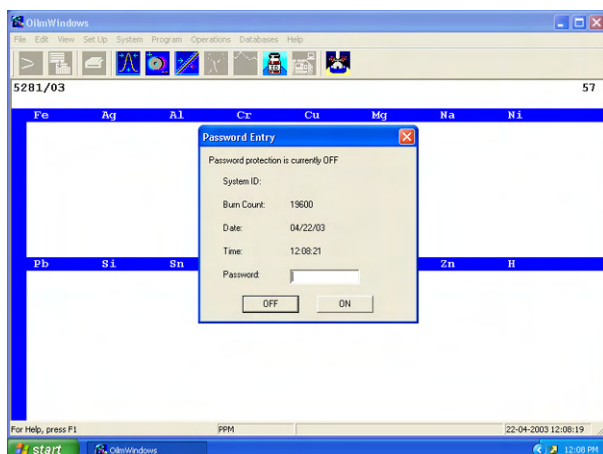 OilmWindows
File Edit View Set Up System Program Operations Databases Help
5281/03 57
Fe Ag Al Cr Cu Mg Na Ni
Password Entry
Password protection is currently OFF
System ID:
Burn Count: 19600
Date: 04/22/03
Time: 12:08:21
Password:
OFF ON
Pb Si Sn Zn H
For Help, press F1 PPM 22-04-2003 12:08:19
start OilmWindows 12:08 PM